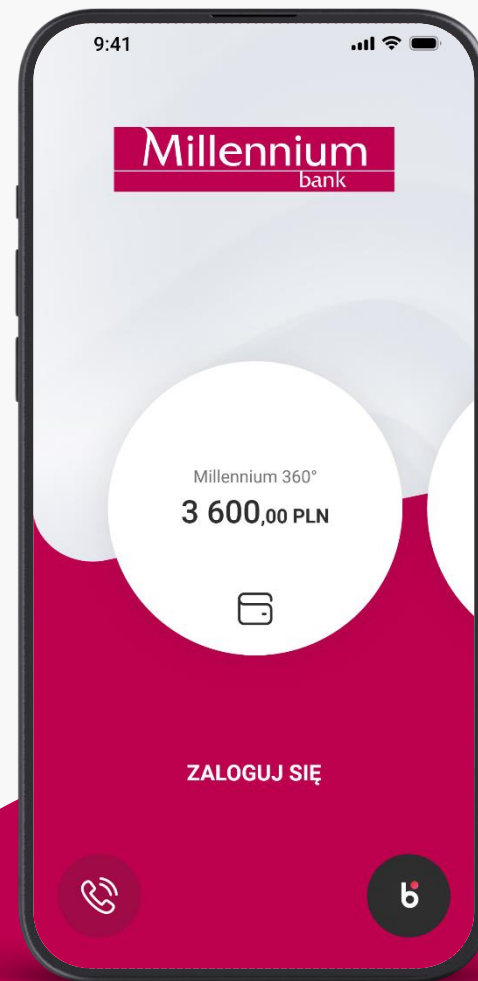 9:41
Millennium
bank
Millennium 360°
3 600,00 PLN
ZALOGUJ SIĘ
b